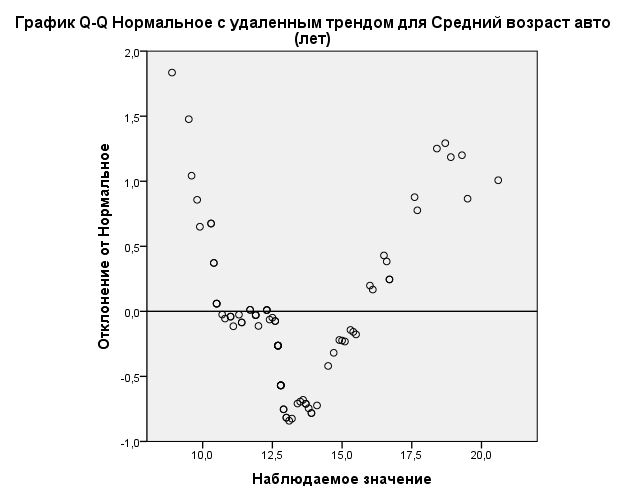 График Q-Q Нормальное с удаленным трендом для Средний возраст авто
(лет)
2,0
1,5
1,0
0,5
0,0
-0,5
-1,0
Отклонение от Нормальное
10,0 12,5 15,0 17,5 20,0
Наблюдаемое значение